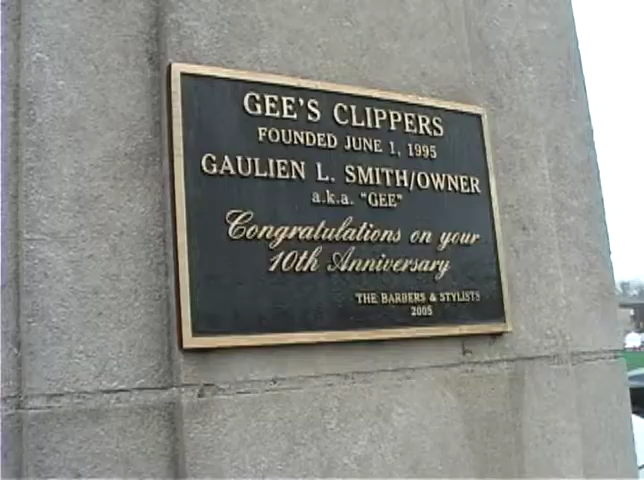 GEE'S CLIPPERS
FOUNDED JUNE 1, 1995
GAULIEN L. SMITH/OWNER
a.k.a. "GEE"
Congratulations on your
10th Anniversary
THE BARBERS & STYLISTS
2005